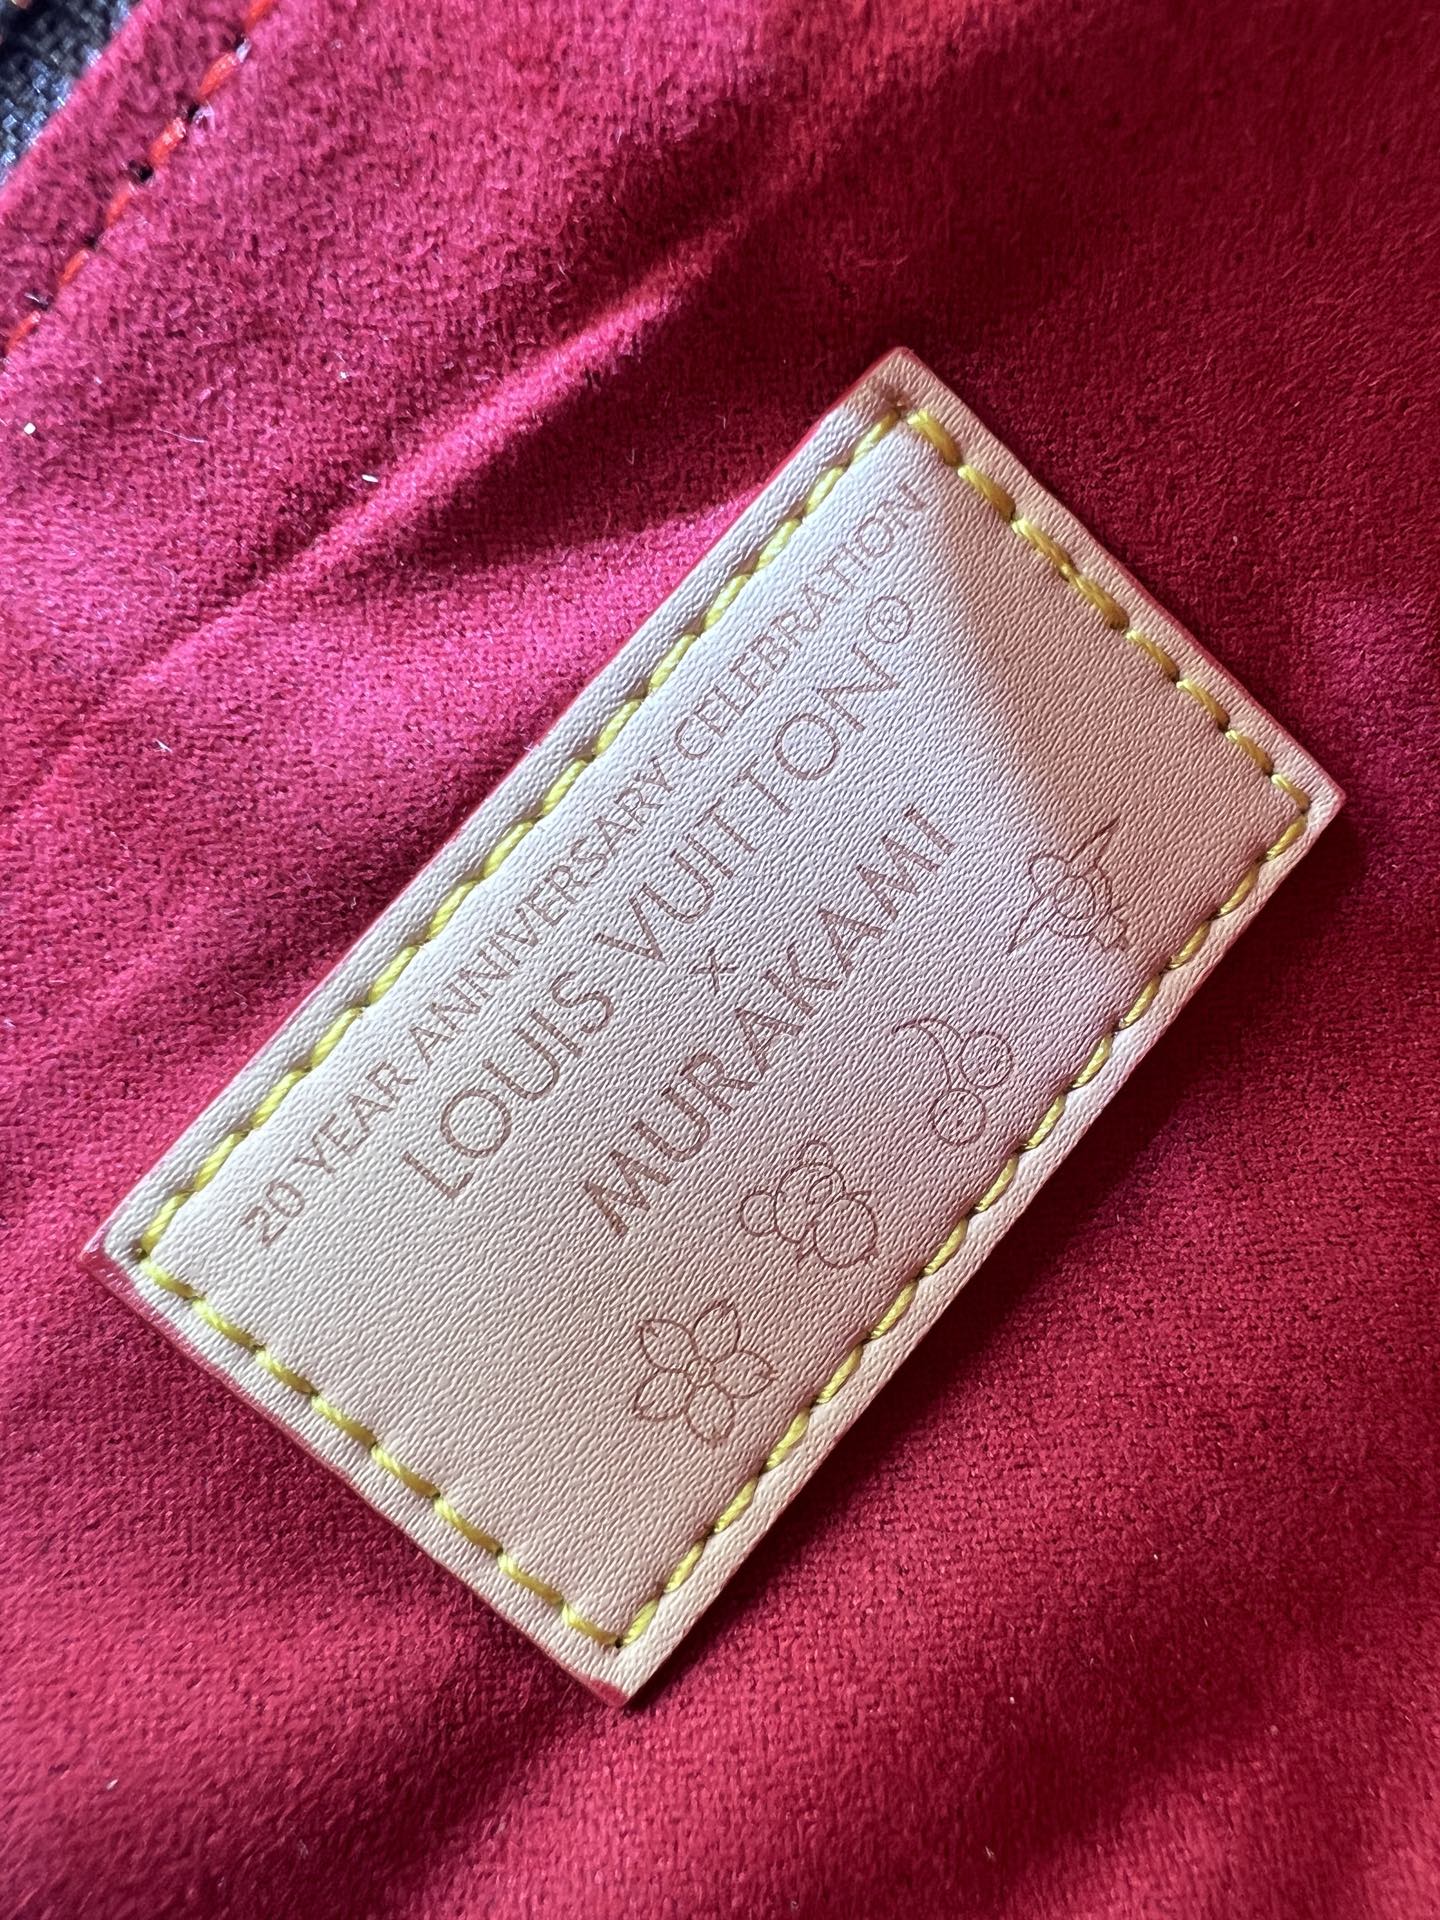 20 YEAR ANNIVERSARY CELEBRATION
LOUIS VUITTON®
×
MURAKAMI